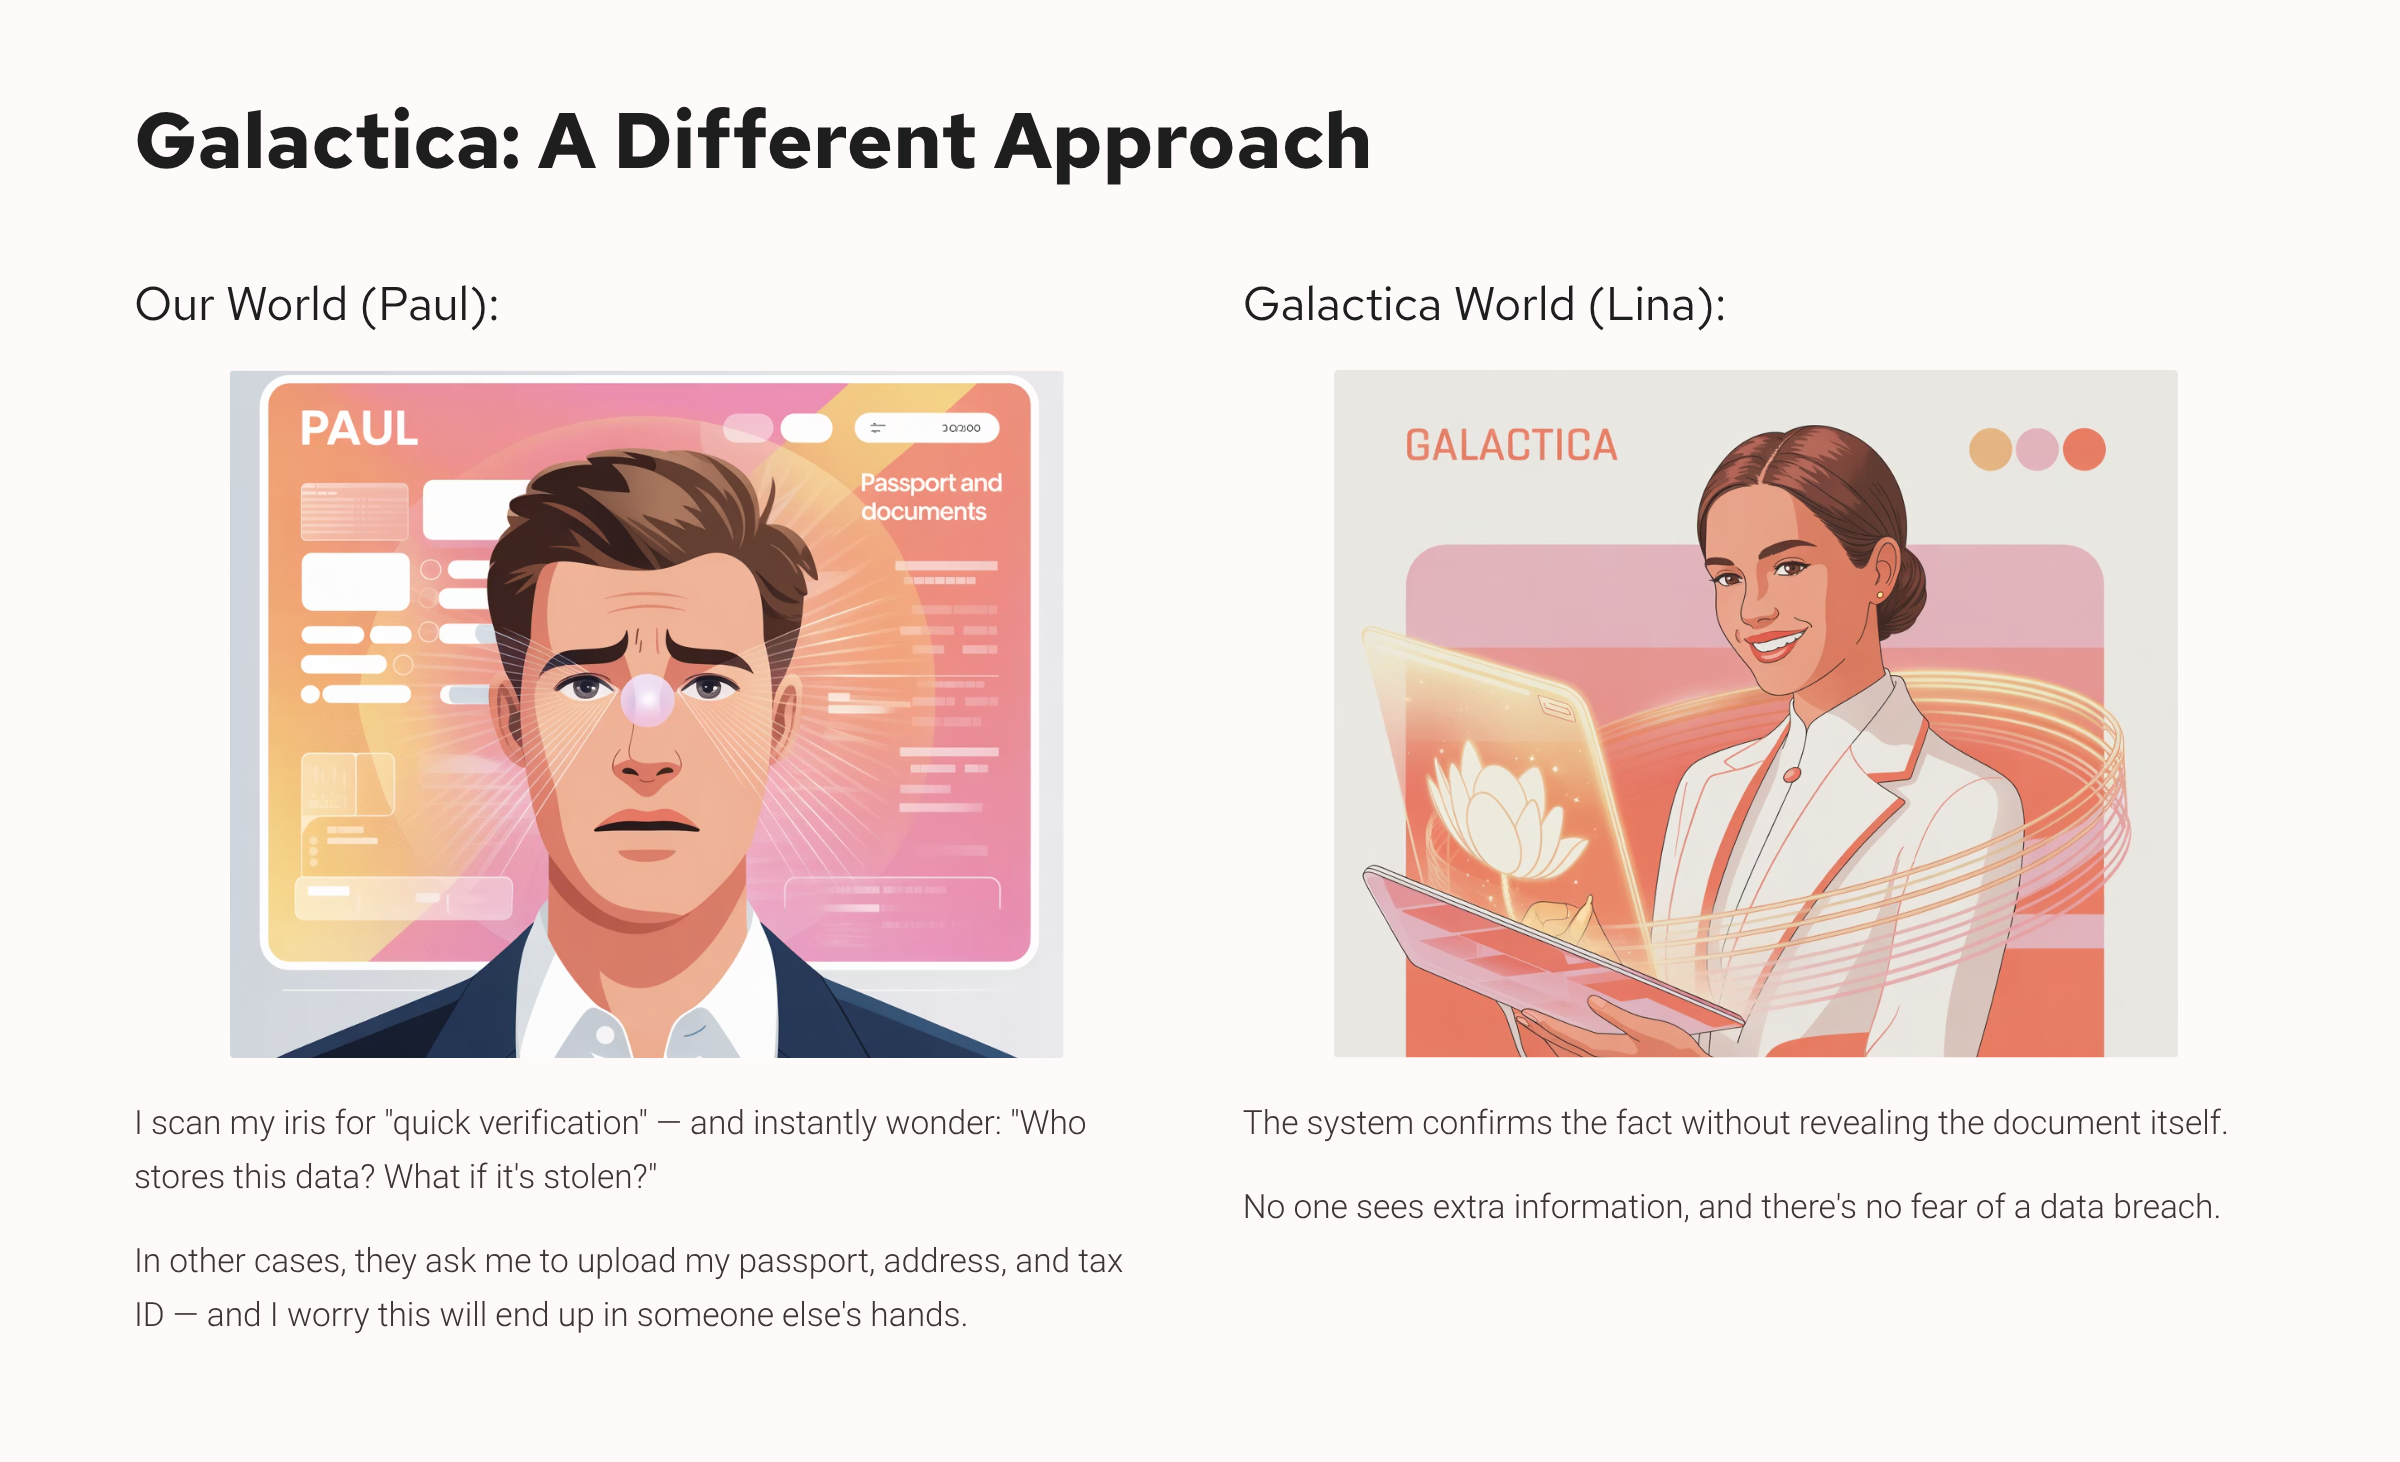 Galactica: A Different Approach
Our World (Paul):
PAUL
Passport and
documents
I scan my iris for "quick verification" — and instantly wonder: "Who
stores this data? What if it's stolen?"
In other cases, they ask me to upload my passport, address, and tax
ID — and I worry this will end up in someone else's hands.
Galactica World (Lina):
GALACTICA
The system confirms the fact without revealing the document itself.
No one sees extra information, and there's no fear of a data breach.